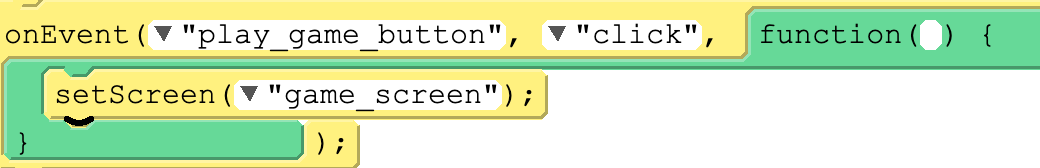 onEvent( ▼ "play_game_button", ▼ "click", function( ) {
setScreen( ▼ "game_screen");
} );